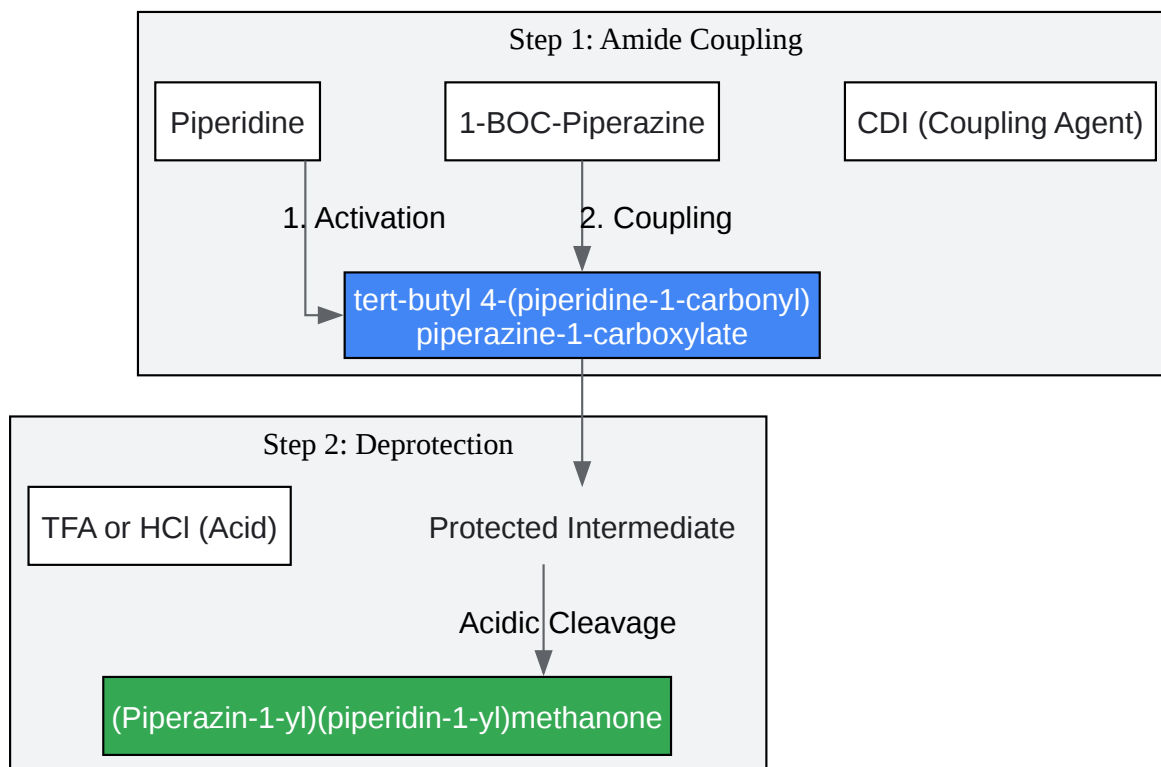 Step 1: Amide Coupling
Piperidine
1-BOC-Piperazine
CDI (Coupling Agent)
1. Activation
2. Coupling
tert-butyl 4-(piperidine-1-carbonyl)
piperazine-1-carboxylate
Step 2: Deprotection
TFA or HCl (Acid)
Protected Intermediate
Acidic Cleavage
(Piperazin-1-yl)(piperidin-1-yl)methanone